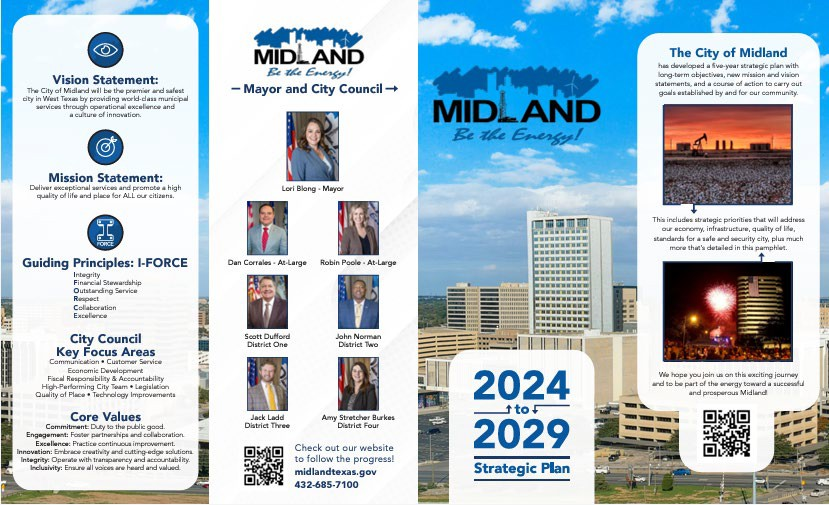 Vision Statement:
The City of Midland will be the premier and safest
city in West Texas by providing world-class municipal
services through operational excellence and
a culture of innovation.
Mission Statement:
Deliver exceptional services and promote a high
quality of life and place for ALL our citizens.
FORCE
Guiding Principles: I-FORCE
Integrity
Financial Stewardship
Outstanding Service
Respect
Collaboration
Excellence
City Council
Key Focus Areas
Communication • Customer Service
Economic Development
Fiscal Responsibility & Accountability
High-Performing City Team • Legislation
Quality of Place • Technology Improvements
Core Values
Commitment: Duty to the public good.
Engagement: Foster partnerships and collaboration.
Excellence: Practice continuous improvement.
Innovation: Embrace creativity and cutting-edge solutions.
Integrity: Operate with transparency and accountability.
Inclusivity: Ensure all voices are heard and valued.
MIDLAND
Be the Energy!
Mayor and City Council
Lori Blong - Mayor
Dan Corrales - At-Large
Robin Poole - At-Large
Scott Dufford
District One
John Norman
District Two
Jack Ladd
District Three
Amy Stretcher Burkes
District Four
Check out our website
to follow the progress!
midlandtexas.gov
432-685-7100
MIDLAND
Be the Energy!
2024
to
2029
Strategic Plan
The City of Midland
has developed a five-year strategic plan with
long-term objectives, new mission and vision
statements, and a course of action to carry out
goals established by and for our community.
This includes strategic priorities that will address
our economy, infrastructure, quality of life,
standards for a safe and security city, plus much
more that's detailed in this pamphlet.
We hope you join us on this exciting journey
and to be part of the energy toward a successful
and prosperous Midland!